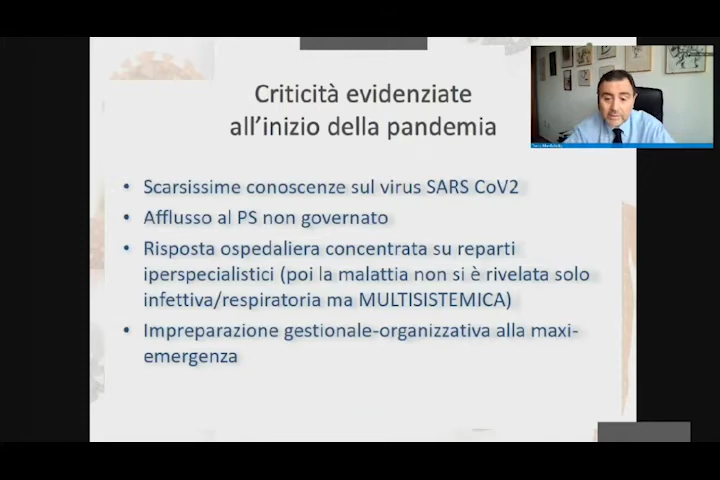 Criticità evidenziate
all'inizio della pandemia
• Scarsissime conoscenze sul virus SARS CoV2
• Afflusso al PS non governato
• Risposta ospedaliera concentrata su reparti
iperspecialistici (poi la malattia non si è rivelata solo
infettiva/respiratoria ma MULTISISTEMICA)
• Impreparazione gestionale-organizzativa alla maxi-
emergenza